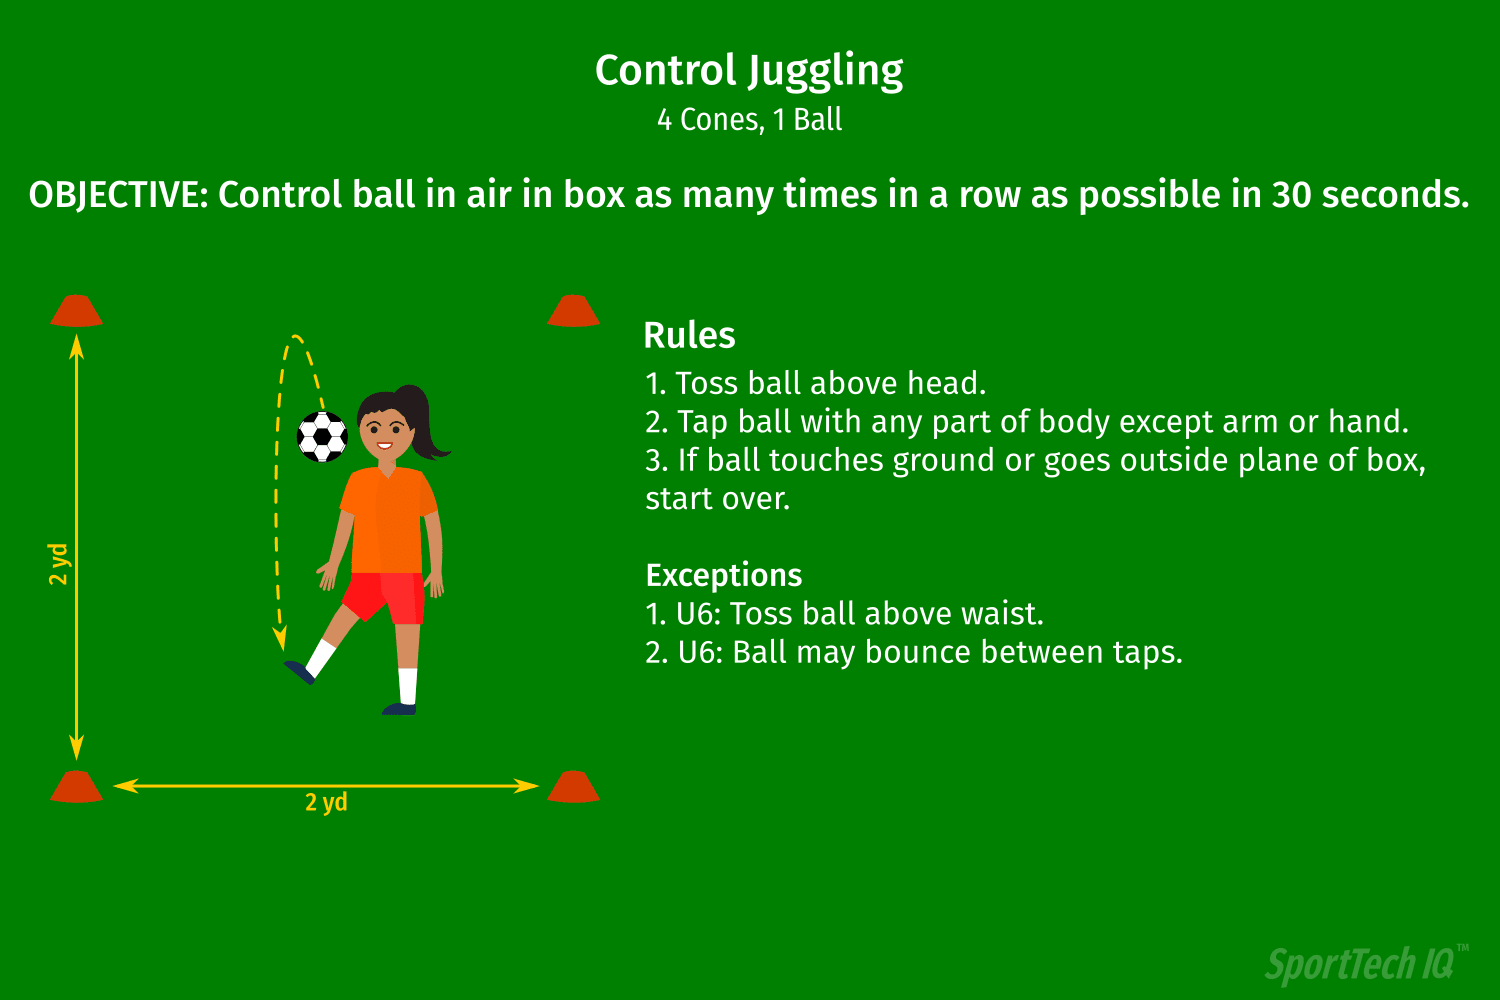 Control Juggling
4 Cones, 1 Ball
OBJECTIVE: Control ball in air in box as many times in a row as possible in 30 seconds.
Rules
1. Toss ball above head.
2. Tap ball with any part of body except arm or hand.
3. If ball touches ground or goes outside plane of box,
start over.
Exceptions
1. U6: Toss ball above waist.
2. U6: Ball may bounce between taps.
2 yd
2 yd
SportTech IQ™